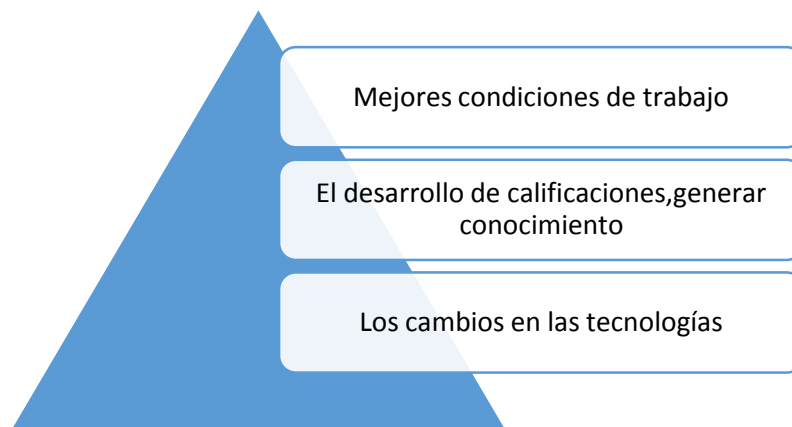 Mejores condiciones de trabajo
El desarrollo de calificaciones,generar
conocimiento
Los cambios en las tecnologías